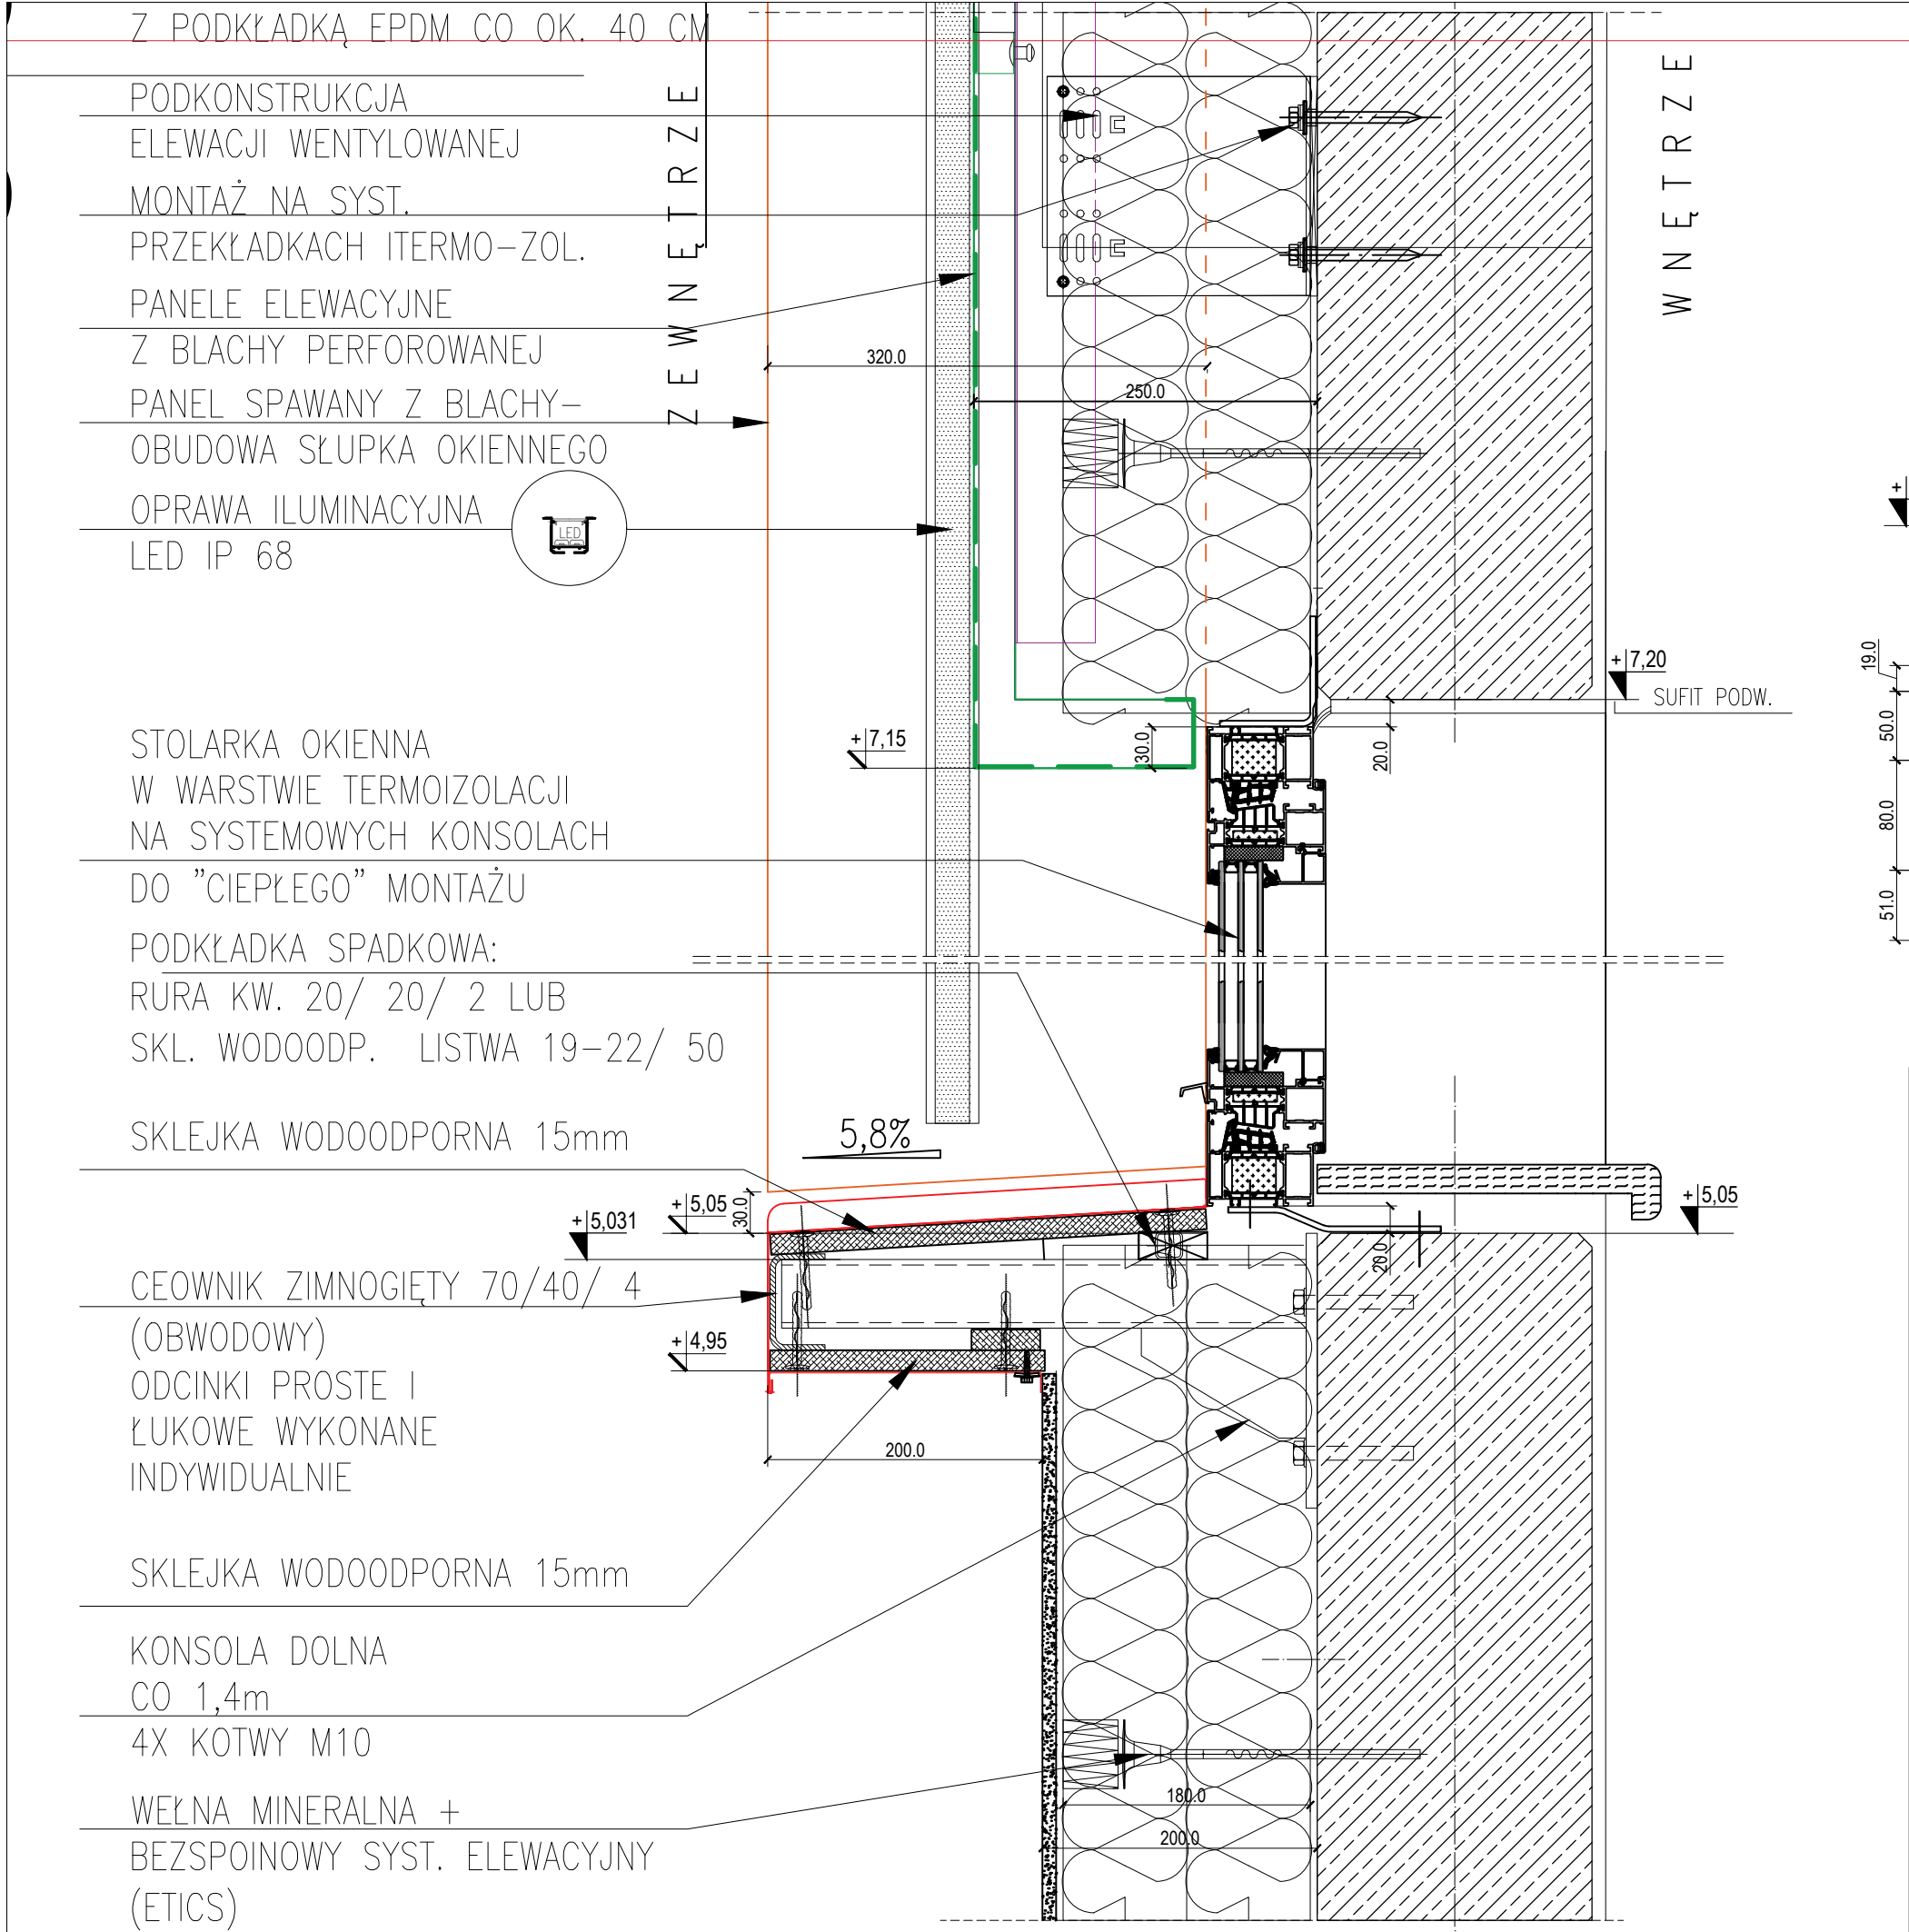 Z PODKŁADKĄ EPDM CO OK. 40 CM
PODKONSTRUKCJA
ELEWACJI WENTYLOWANEJ
MONTAŻ NA SYST.
PRZEKŁADKACH ITERMO-ZOL.
PANELE ELEWACYJNE
Z BLACHY PERFOROWANEJ
PANEL SPAWANY Z BLACHY-
OBUDOWA SŁUPKA OKIENNEGO
OPRAWA ILUMINACYJNA
LED IP 68
LED
STOLARKA OKIENNA
W WARSTWIE TERMOIZOLACJI
NA SYSTEMOWYCH KONSOLACH
DO "CIEPŁEGO" MONTAŻU
PODKŁADKA SPADKOWA:
RURA KW. 20/ 20/ 2 LUB
SKL. WODOODP. LISTWA 19-22/ 50
SKLEJKA WODOODPORNA 15mm
CEOWNIK ZIMNOGIĘTY 70/40/ 4
(OBWODOWY)
ODCINKI PROSTE I
ŁUKOWE WYKONANE
INDYWIDUALNIE
SKLEJKA WODOODPORNA 15mm
KONSOLA DOLNA
CO 1,4m
4X KOTWY M10
WEŁNA MINERALNA +
BEZSPOINOWY SYST. ELEWACYJNY
(ETICS)
ZEWNĘTRZE
WNĘTRZE
320.0
250.0
+7,20
SUFIT PODW.
+7,15
30.0
20.0
5,8%
+5,05
30.0
+5,031
+5,05
20.0
+4,95
200.0
180.0
200.0
+
19.0
50.0
80.0
51.0